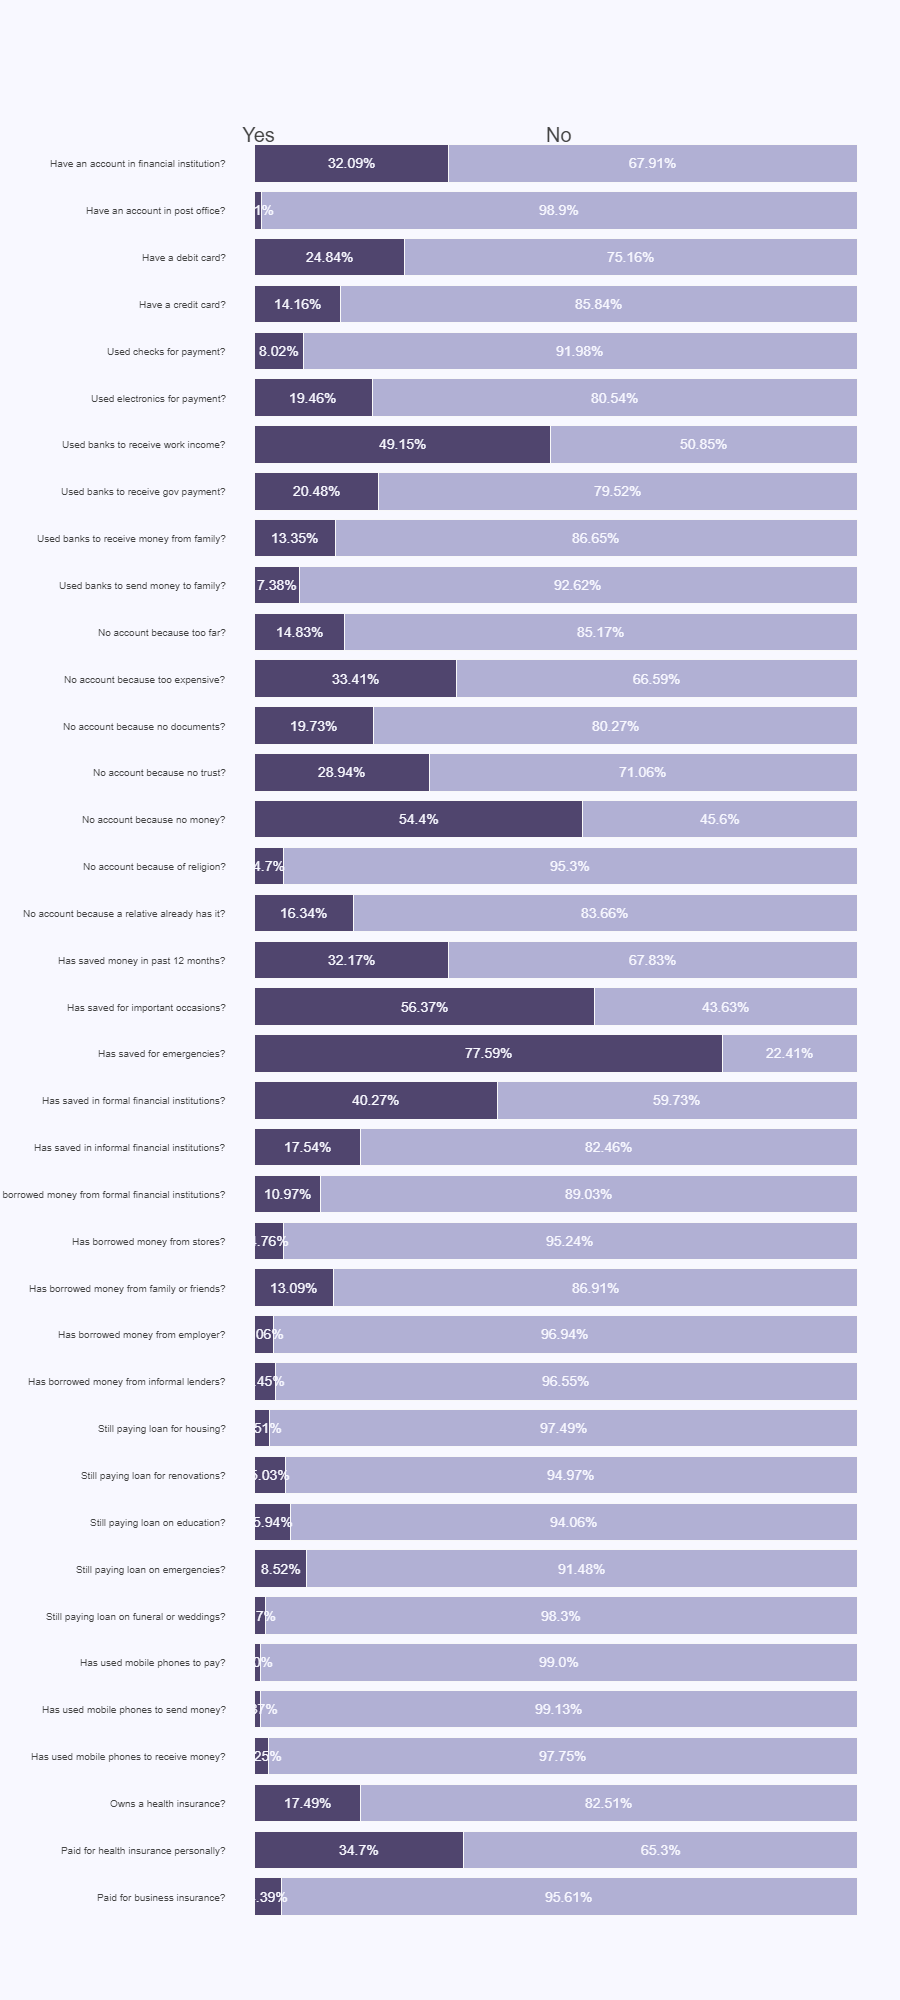 Yes No
Have an account in financial institution? 32.09% 67.91%
Have an account in post office? 1% 98.9%
Have a debit card? 24.84% 75.16%
Have a credit card? 14.16% 85.84%
Used checks for payment? 8.02% 91.98%
Used electronics for payment? 19.46% 80.54%
Used banks to receive work income? 49.15% 50.85%
Used banks to receive gov payment? 20.48% 79.52%
Used banks to receive money from family? 13.35% 86.65%
Used banks to send money to family? 7.38% 92.62%
No account because too far? 14.83% 85.17%
No account because too expensive? 33.41% 66.59%
No account because no documents? 19.73% 80.27%
No account because no trust? 28.94% 71.06%
No account because no money? 54.4% 45.6%
No account because of religion? 4.7% 95.3%
No account because a relative already has it? 16.34% 83.66%
Has saved money in past 12 months? 32.17% 67.83%
Has saved for important occasions? 56.37% 43.63%
Has saved for emergencies? 77.59% 22.41%
Has saved in formal financial institutions? 40.27% 59.73%
Has saved in informal financial institutions? 17.54% 82.46%
borrowed money from formal financial institutions? 10.97% 89.03%
Has borrowed money from stores? .76% 95.24%
Has borrowed money from family or friends? 13.09% 86.91%
Has borrowed money from employer? 06% 96.94%
Has borrowed money from informal lenders? .45% 96.55%
Still paying loan for housing? 51% 97.49%
Still paying loan for renovations? 5.03% 94.97%
Still paying loan on education? 5.94% 94.06%
Still paying loan on emergencies? 8.52% 91.48%
Still paying loan on funeral or weddings? 7% 98.3%
Has used mobile phones to pay? 0% 99.0%
Has used mobile phones to send money? 87% 99.13%
Has used mobile phones to receive money? 25% 97.75%
Owns a health insurance? 17.49% 82.51%
Paid for health insurance personally? 34.7% 65.3%
Paid for business insurance? .39% 95.61%